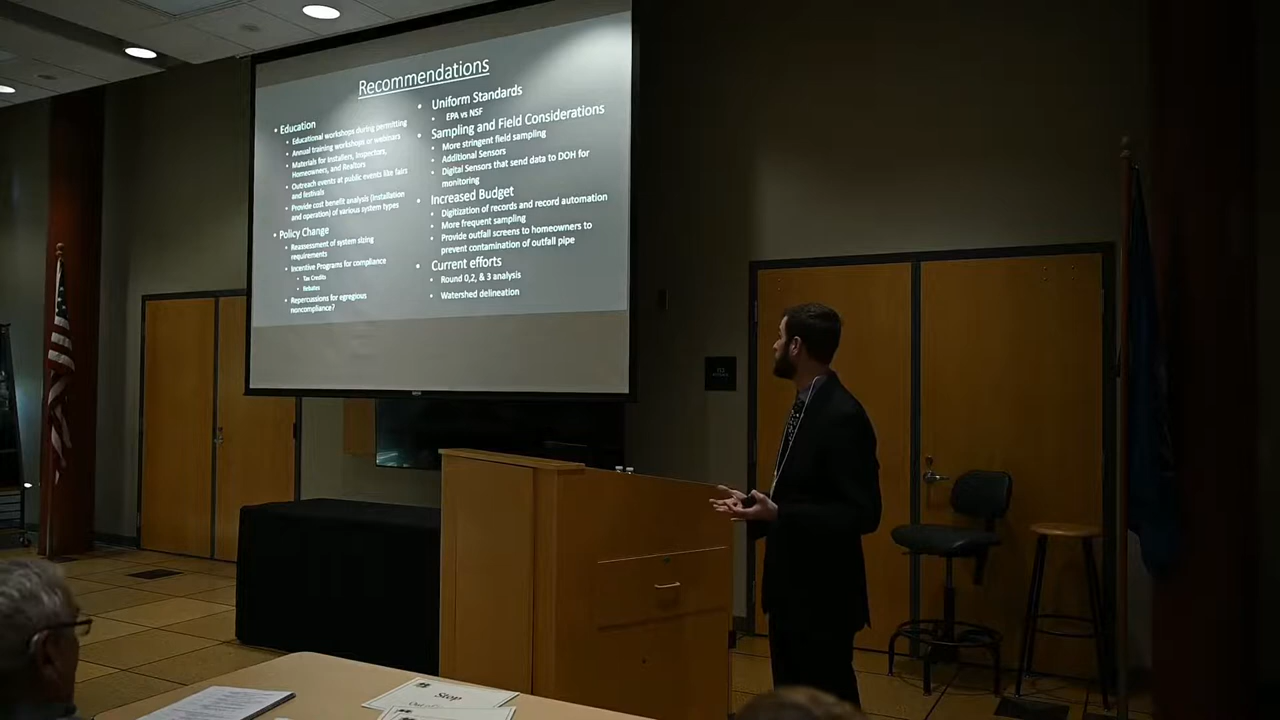 Recommendations
• Education
• Educational workshops during permitting
• Annual training workshops or webinars
• Materials for Installers, Inspectors,
Homeowners, and Realtors
• Outreach events at public events like fairs
and festivals
• Provide cost benefit analysis (installation
and operation) of various system types
• Policy Change
• Reassessment of system sizing
requirements
• Incentive Programs for compliance
• Tax Credits
• Rebates
• Repercussions for egregious
noncompliance?
• Uniform Standards
• EPA vs NSF
• Sampling and Field Considerations
• More stringent field sampling
• Additional Sensors
• Digital Sensors that send data to DOH for
monitoring
• Increased Budget
• Digitization of records and record automation
• More frequent sampling
• Provide outfall screens to homeowners to
prevent contamination of outfall pipe
• Current efforts
• Round 0,2, & 3 analysis
• Watershed delineation
Stop